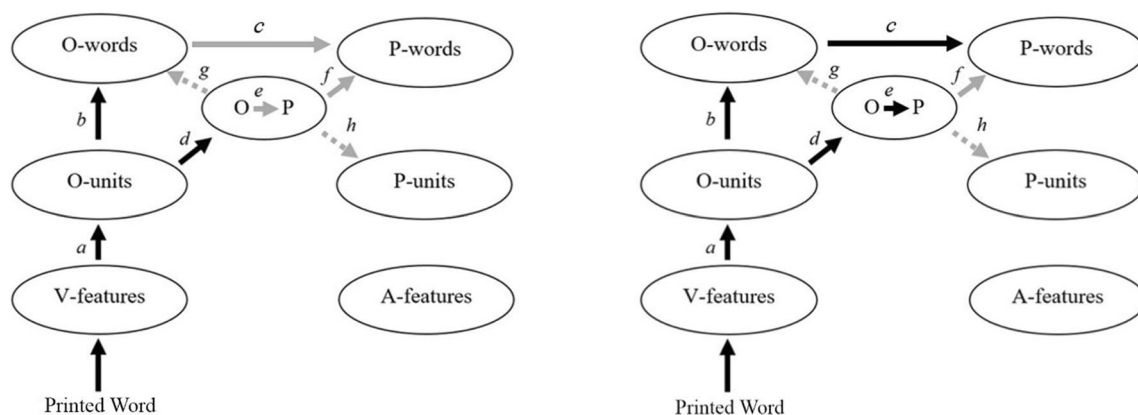 O-words c P-words
g f
e
O P
b d h
O-units P-units
a
V-features A-features
Printed Word
O-words c P-words
g f
e
O P
b d h
O-units P-units
a
V-features A-features
Printed Word